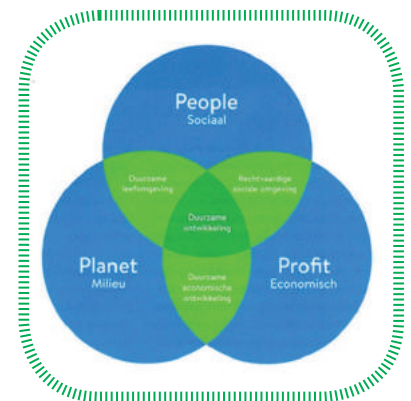 People
Sociaal
Duurzame
leefomgeving
Rechtvaardige
sociale omgeving
Duurzame
ontwikkeling
Planet
Milieu
Duurzame
economische
ontwikkeling
Profit
Economisch